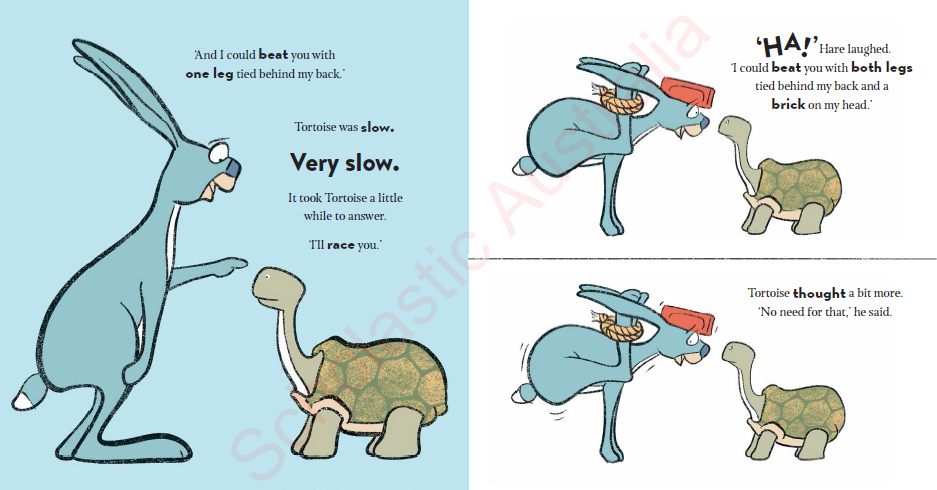 ‘And I could beat you with
one leg tied behind my back.’
Tortoise was slow.
Very slow.
It took Tortoise a little
while to answer.
‘I’ll race you.’
‘HA!’ Hare laughed.
‘I could beat you with both legs
tied behind my back and a
brick on my head.’
Tortoise thought a bit more.
‘No need for that,’ he said.
Scholastic Australia